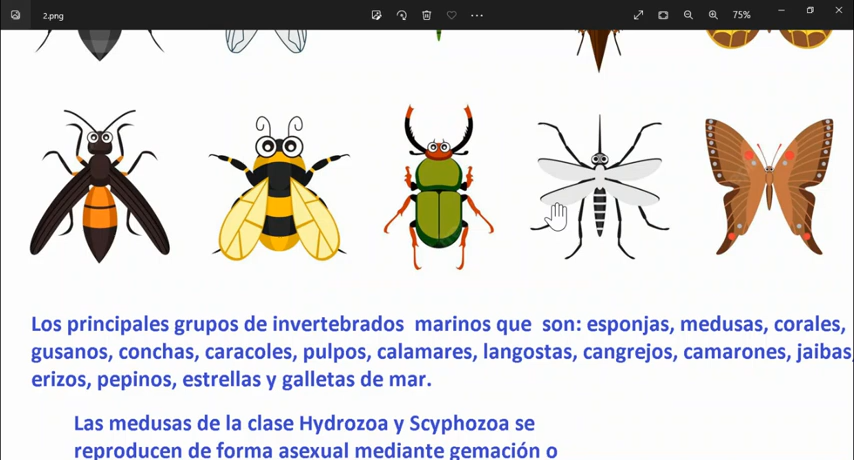 2.png
75%
Los principales grupos de invertebrados  marinos que  son: esponjas, medusas, corales,
gusanos, conchas, caracoles, pulpos, calamares, langostas, cangrejos, camarones, jaibas,
erizos, pepinos, estrellas y galletas de mar.
Las medusas de la clase Hydrozoa y Scyphozoa se
reproducen de forma asexual mediante gemación o